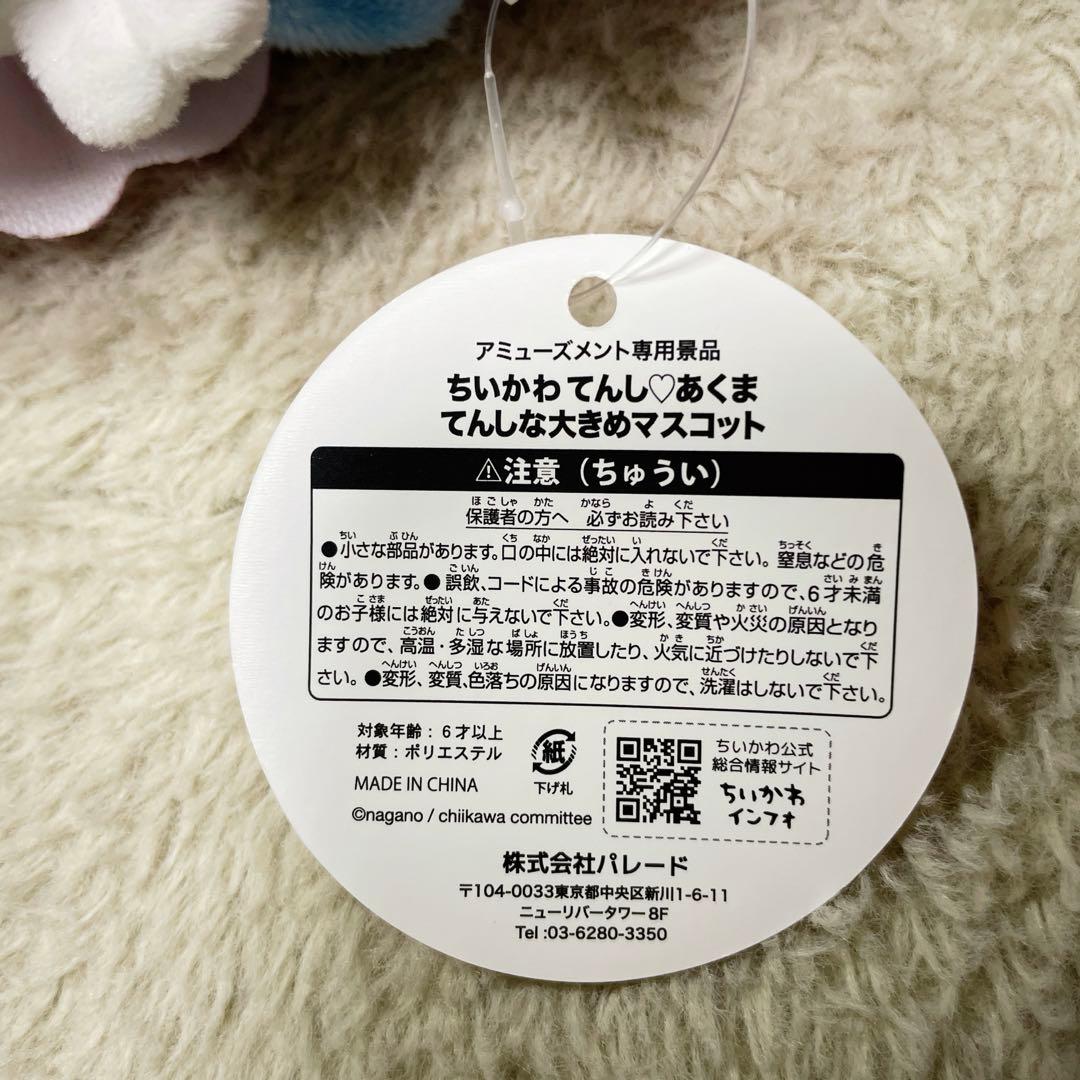 アミューズメント専用景品
ちいかわ てんし♡あくま
てんしな大きめマスコット
⚠注意（ちゅうい）
保護者の方へ 必ずお読み下さい
●小さな部品があります。口の中には絶対に入れないで下さい。窒息などの危
険があります。●誤飲、コードによる事故の危険がありますので、6才未満
のお子様には絶対に与えないで下さい。●変形、変質や火災の原因となり
ますので、高温・多湿な場所に放置したり、火気に近づけたりしないで下
さい。●変形、変質、色落ちの原因になりますので、洗濯はしないで下さい。
対象年齢：6才以上
材質：ポリエステル
MADE IN CHINA
©nagano / chiikawa committee
紙
下げ札
ちいかわ公式
総合情報サイト
ちいかわ
インフォ
株式会社パレード
〒104-0033東京都中央区新川1-6-11
ニューリバータワー8F
Tel :03-6280-3350